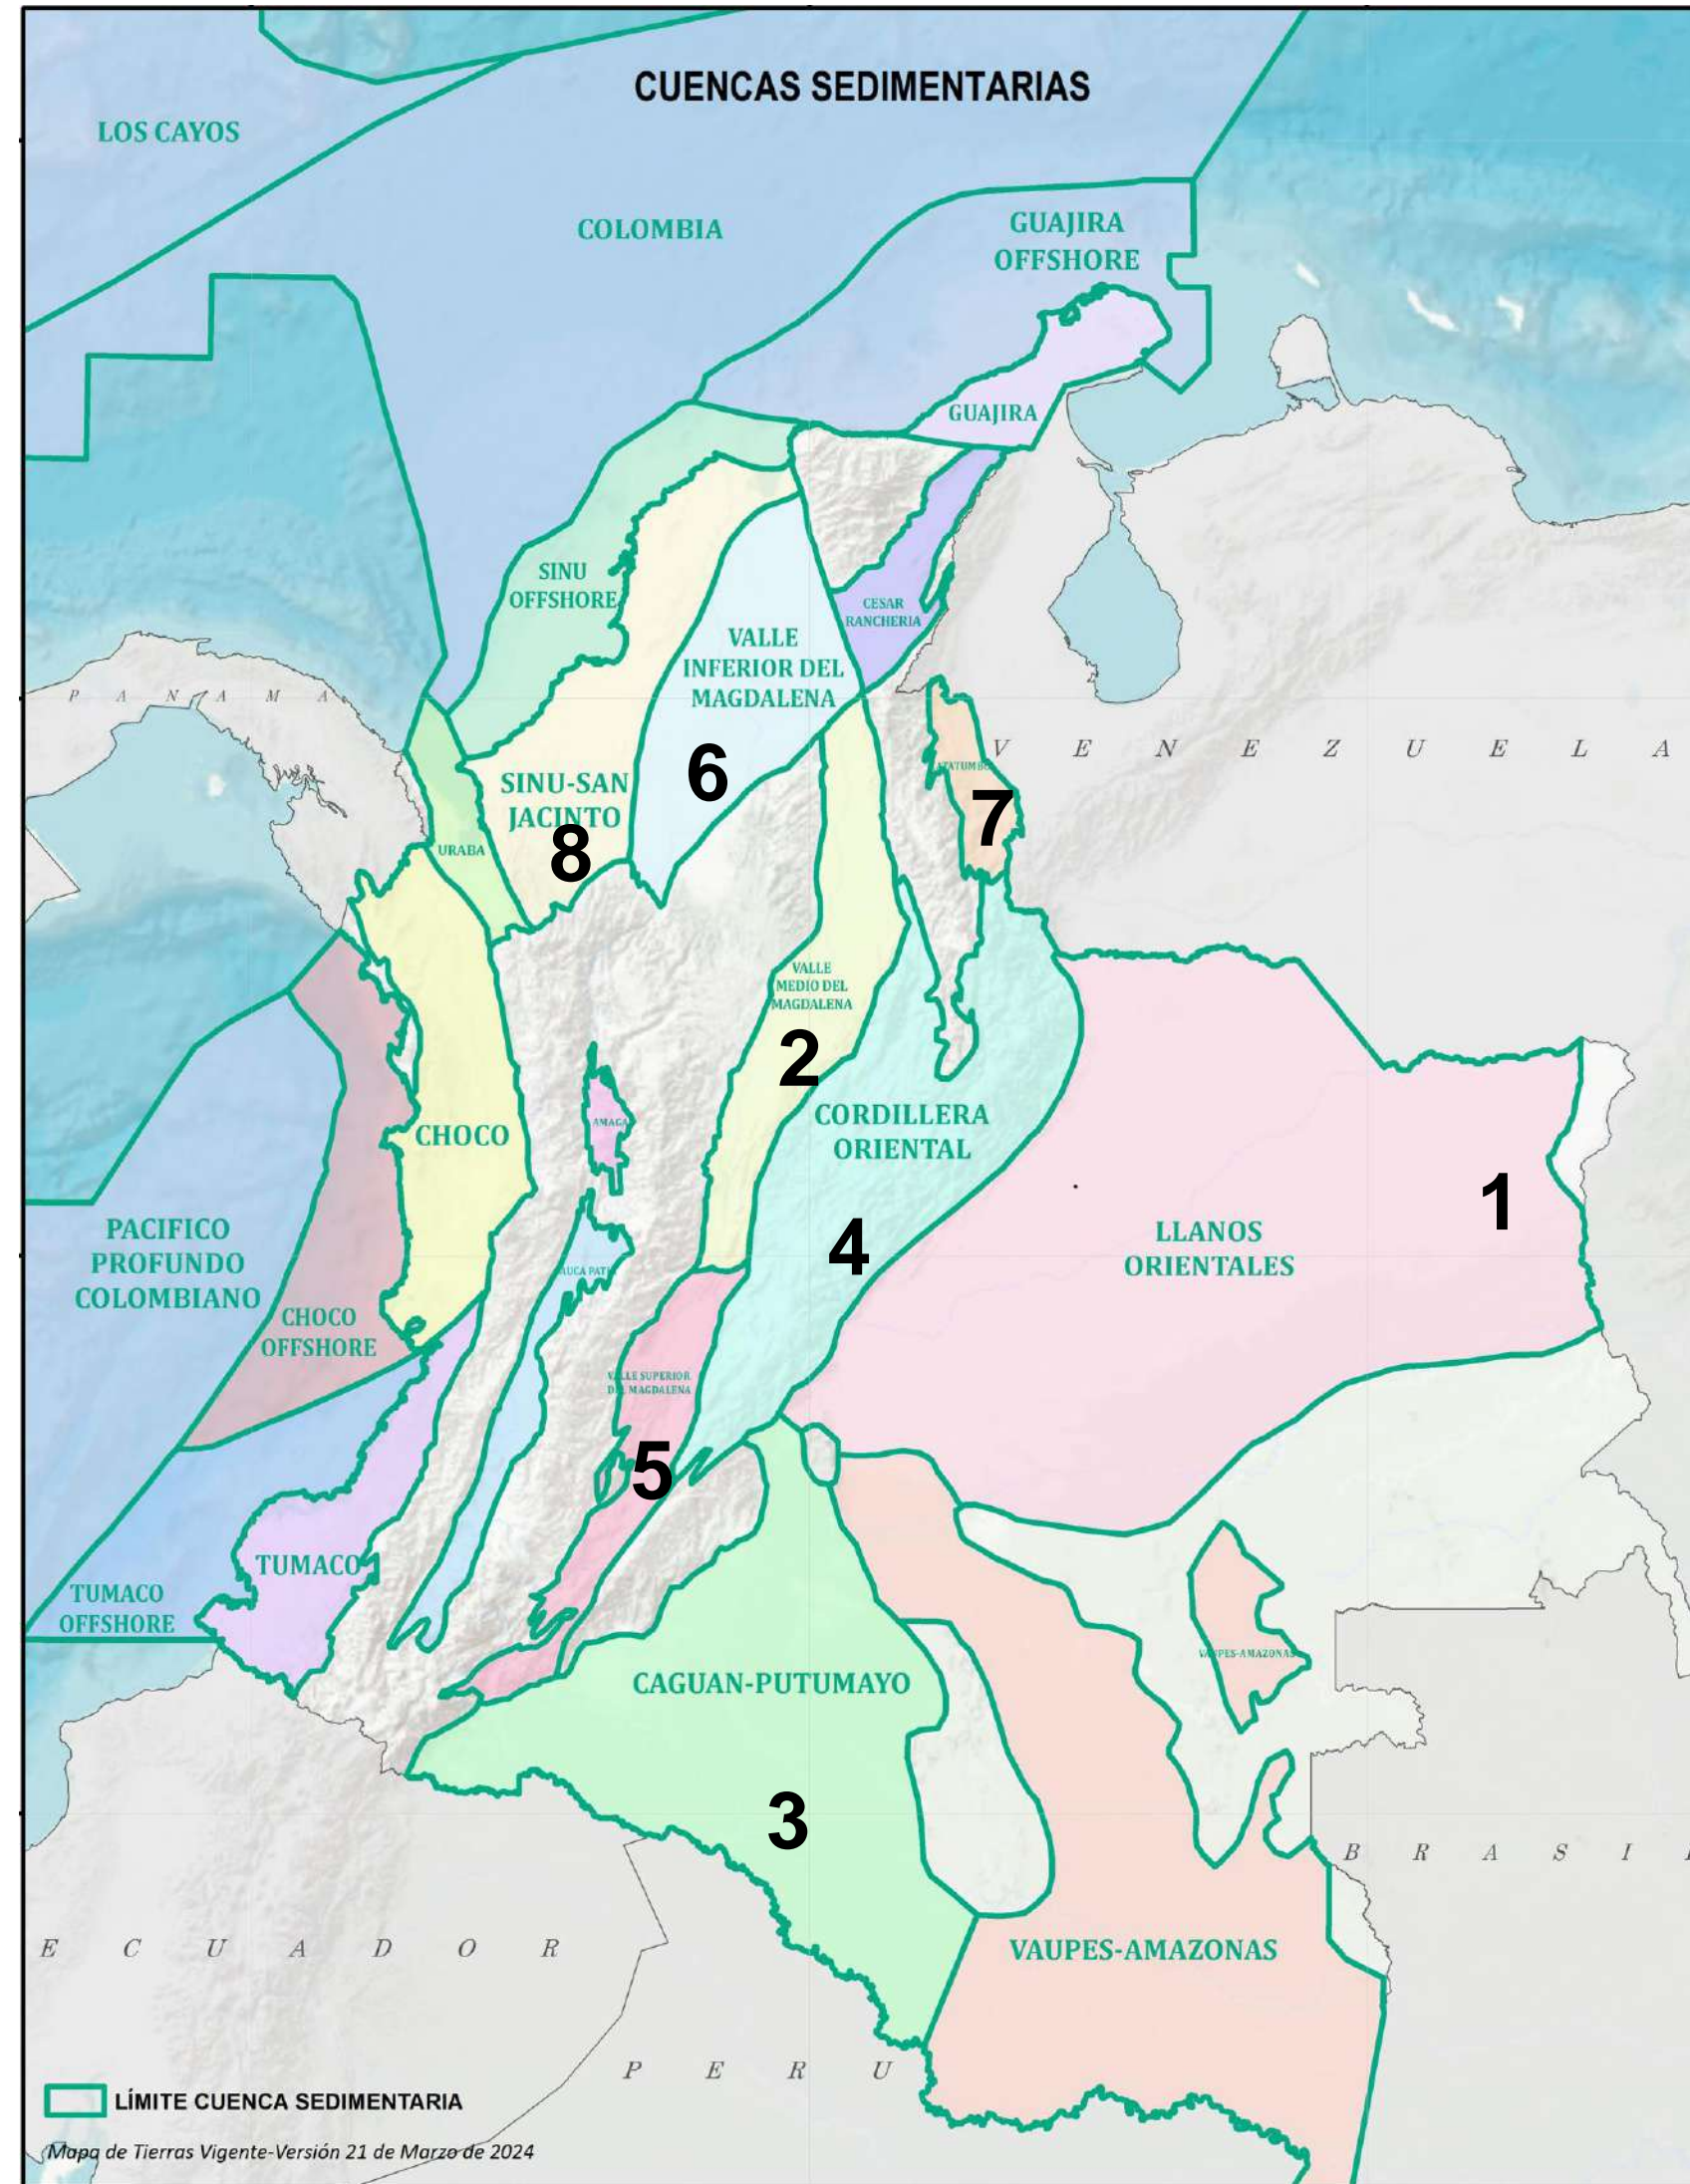 CUENCAS SEDIMENTARIAS
LOS CAYOS
COLOMBIA
GUAJIRA
OFFSHORE
GUAJIRA
SINU
OFFSHORE
CESAR
RANCHERIA
VALLE
INFERIOR DEL
MAGDALENA
P A N A M A
V E N E Z U E L A
6
SINU-SAN
JACINTO
8
CATATUMBO
7
URABA
VALLE
MEDIO DEL
MAGDALENA
2
CORDILLERA
ORIENTAL
4
AMAGA
CHOCO
1
LLANOS
ORIENTALES
PACIFICO
PROFUNDO
COLOMBIANO
CHOCO
OFFSHORE
CAUCA PATIA
VALLE SUPERIOR
DEL MAGDALENA
5
TUMACO
TUMACO
OFFSHORE
VAUPES-AMAZONAS
CAGUAN-PUTUMAYO
3
B R A S I L
E C U A D O R
VAUPES-AMAZONAS
P E R U
LÍMITE CUENCA SEDIMENTARIA
Mapa de Tierras Vigente-Versión 21 de Marzo de 2024